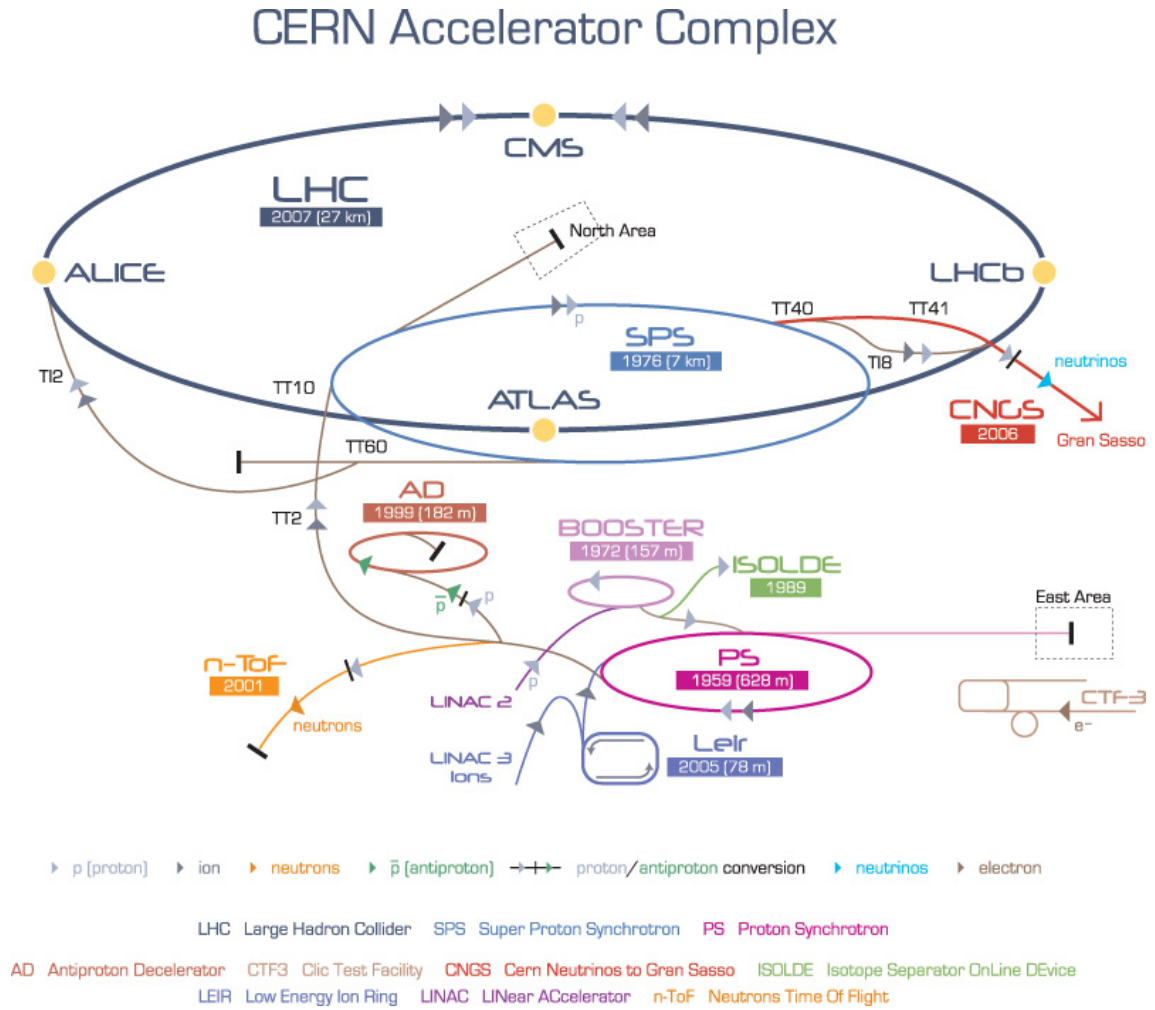 CERN Accelerator Complex
CMS
LHC
2007 (27 km)
North Area
ALICE
LHCb
TT40
TT41
p
SPS
1976 (7 km)
TI8
neutrinos
TI2
TT10
ATLAS
CNGS
2006
Gran Sasso
TT60
AD
1999 (182 m)
TT2
BOOSTER
1972 (157 m)
ISOLDE
1989
p̅
p
East Area
n-ToF
2001
p
LINAC 2
PS
1959 (628 m)
CTF-3
e⁻
neutrons
LINAC 3
Ions
Leir
2005 (78 m)
p (proton) ion neutrons p̅ (antiproton) proton/antiproton conversion neutrinos electron
LHC Large Hadron Collider SPS Super Proton Synchrotron PS Proton Synchrotron
AD Antiproton Decelerator CTF3 Clic Test Facility CNGS Cern Neutrinos to Gran Sasso ISOLDE Isotope Separator OnLine DEvice
LEIR Low Energy Ion Ring LINAC LINear ACcelerator n-ToF Neutrons Time Of Flight